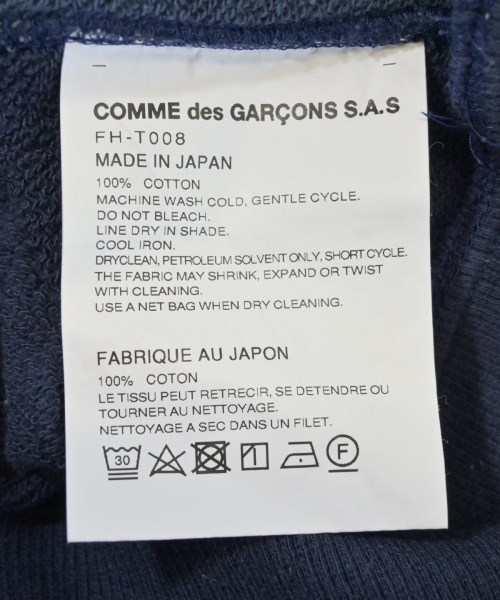 COMME des GARÇONS S.A.S
FH-T008
MADE IN JAPAN
100% COTTON
MACHINE WASH COLD, GENTLE CYCLE.
DO NOT BLEACH.
LINE DRY IN SHADE.
COOL IRON.
DRYCLEAN, PETROLEUM SOLVENT ONLY, SHORT CYCLE.
THE FABRIC MAY SHRINK, EXPAND OR TWIST
WITH CLEANING.
USE A NET BAG WHEN DRY CLEANING.
FABRIQUE AU JAPON
100% COTON
LE TISSU PEUT RETRECIR, SE DETENDRE OU
TOURNER AU NETTOYAGE.
NETTOYAGE A SEC DANS UN FILET.
30 F